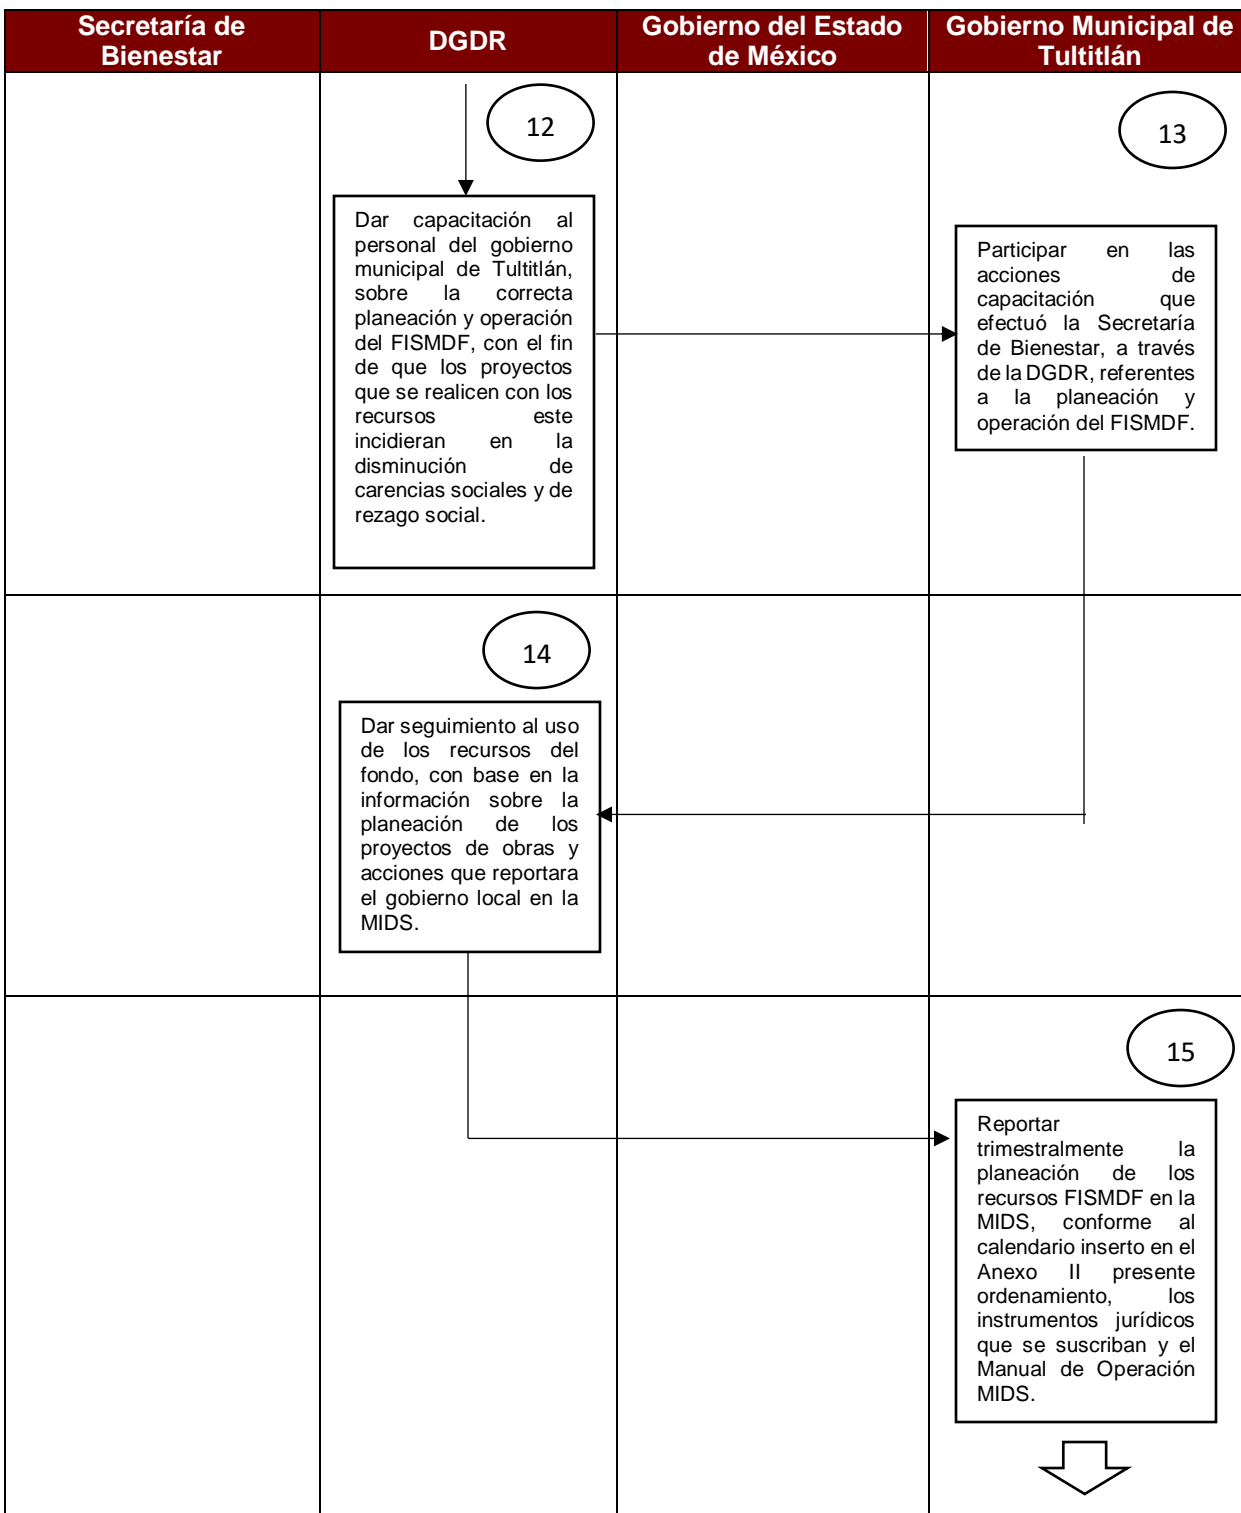 Secretaría de
Bienestar
DGDR
Gobierno del Estado
de México
Gobierno Municipal de
Tultitlán
12
Dar capacitación al
personal del gobierno
municipal de Tultitlán,
sobre la correcta
planeación y operación
del FISMDF, con el fin
de que los proyectos
que se realicen con los
recursos este
incidieran en la
disminución de
carencias sociales y de
rezago social.
13
Participar en las
acciones de
capacitación que
efectuó la Secretaría
de Bienestar, a través
de la DGDR, referentes
a la planeación y
operación del FISMDF.
14
Dar seguimiento al uso
de los recursos del
fondo, con base en la
información sobre la
planeación de los
proyectos de obras y
acciones que reportara
el gobierno local en la
MIDS.
15
Reportar
trimestralmente la
planeación de los
recursos FISMDF en la
MIDS, conforme al
calendario inserto en el
Anexo II presente
ordenamiento, los
instrumentos jurídicos
que se suscriban y el
Manual de Operación
MIDS.